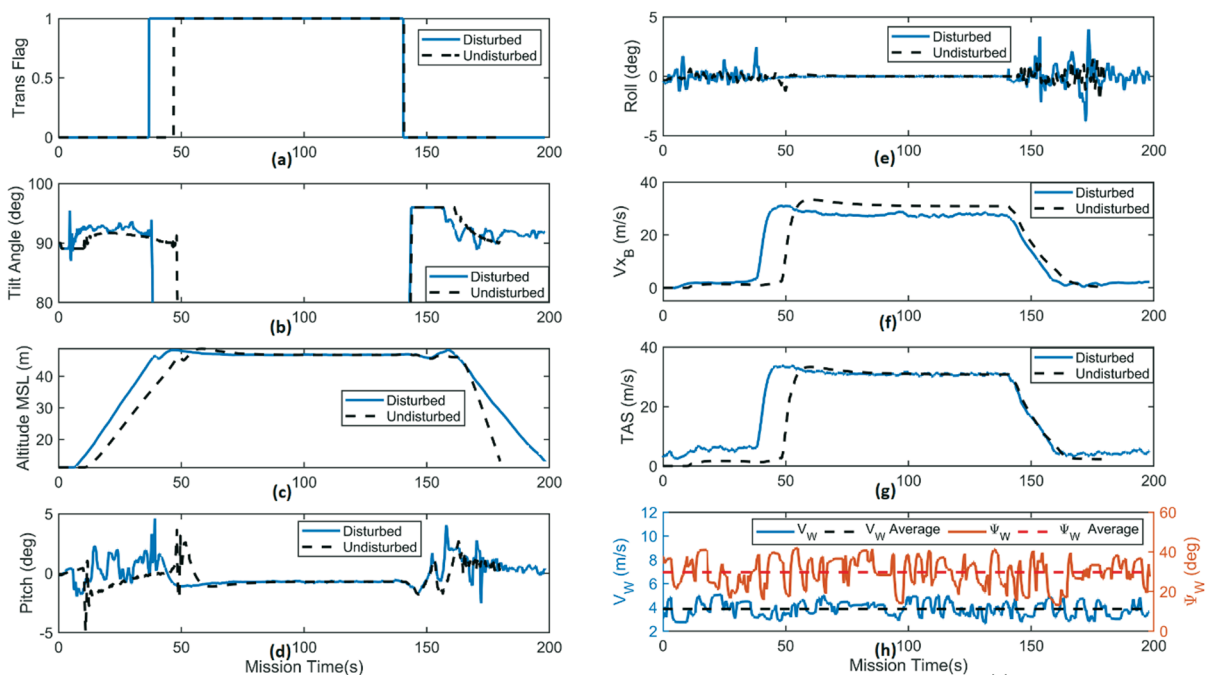 Trans Flag
1
0.5
0
Disturbed
Undisturbed
0
50
100
150
200
(a)
Tilt Angle (deg)
100
90
80
Disturbed
Undisturbed
0
50
100
150
200
(b)
Altitude MSL (m)
40
30
20
Disturbed
Undisturbed
0
50
100
150
200
(c)
Pitch (deg)
5
0
-5
Disturbed
Undisturbed
0
50
100
150
200
(d)
Mission Time(s)
Roll (deg)
5
0
-5
Disturbed
Undisturbed
0
50
100
150
200
(e)
Vx_B (m/s)
40
20
0
Disturbed
Undisturbed
0
50
100
150
200
(f)
TAS (m/s)
40
20
0
Disturbed
Undisturbed
0
50
100
150
200
(g)
V_W (m/s)
12
10
8
6
4
2
V_W
V_W Average
Ψ_W
Ψ_W Average
60
40
20
0
Ψ_W (deg)
0
50
100
150
200
(h)
Mission Time(s)